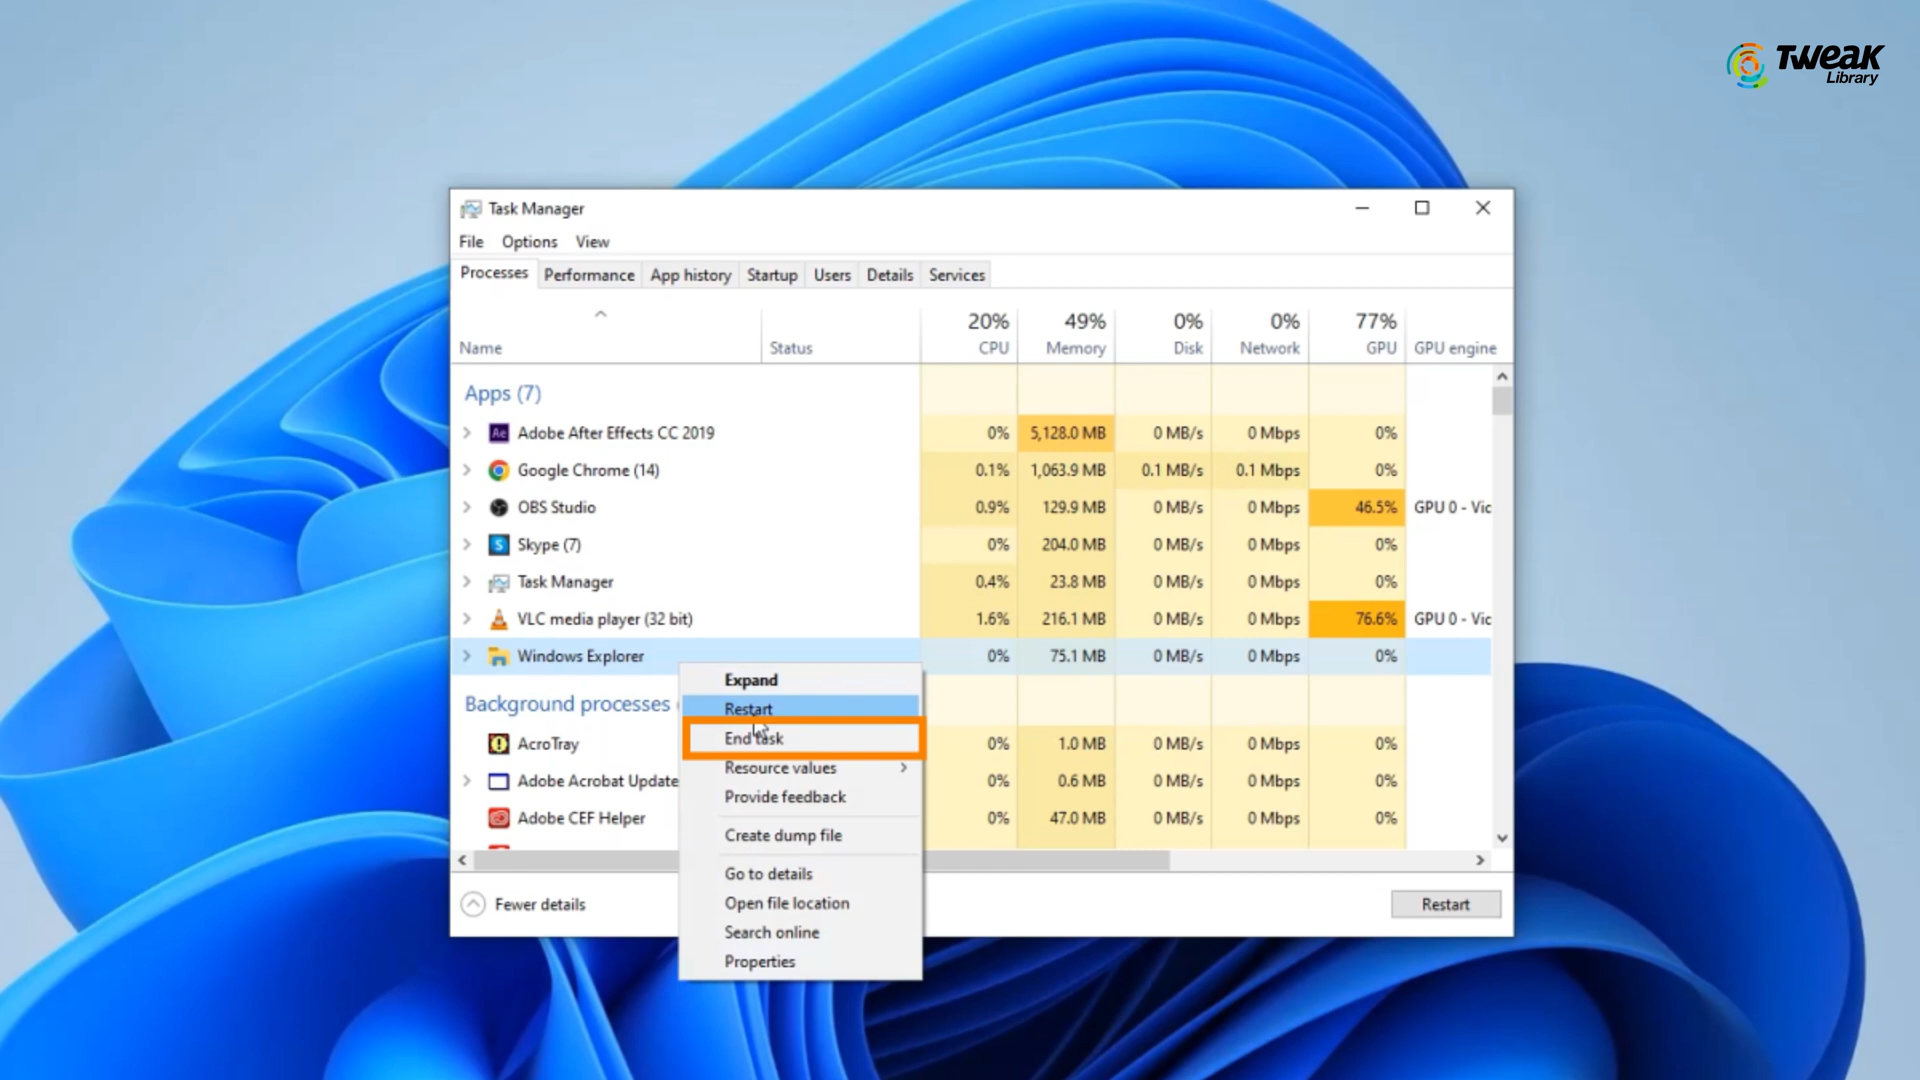 TweaK
Library
Task Manager
File Options View
Processes Performance App history Startup Users Details Services
20% 49% 0% 0% 77%
Name Status CPU Memory Disk Network GPU GPU engine
Apps (7)
Ae Adobe After Effects CC 2019 0% 5,128.0 MB 0 MB/s 0 Mbps 0%
Google Chrome (14) 0.1% 1,063.9 MB 0.1 MB/s 0.1 Mbps 0%
OBS Studio 0.9% 129.9 MB 0 MB/s 0 Mbps 46.5% GPU 0 - Vic
S Skype (7) 0% 204.0 MB 0 MB/s 0 Mbps 0%
Task Manager 0.4% 23.8 MB 0 MB/s 0 Mbps 0%
VLC media player (32 bit) 1.6% 216.1 MB 0 MB/s 0 Mbps 76.6% GPU 0 - Vic
Windows Explorer 0% 75.1 MB 0 MB/s 0 Mbps 0%
Expand
Background processes
Restart
End task
AcroTray 0% 1.0 MB 0 MB/s 0 Mbps 0%
Resource values
Adobe Acrobat Update 0% 0.6 MB 0 MB/s 0 Mbps 0%
Provide feedback
Adobe CEF Helper 0% 47.0 MB 0 MB/s 0 Mbps 0%
Create dump file
Go to details
Open file location
Search online
Properties
Fewer details Restart